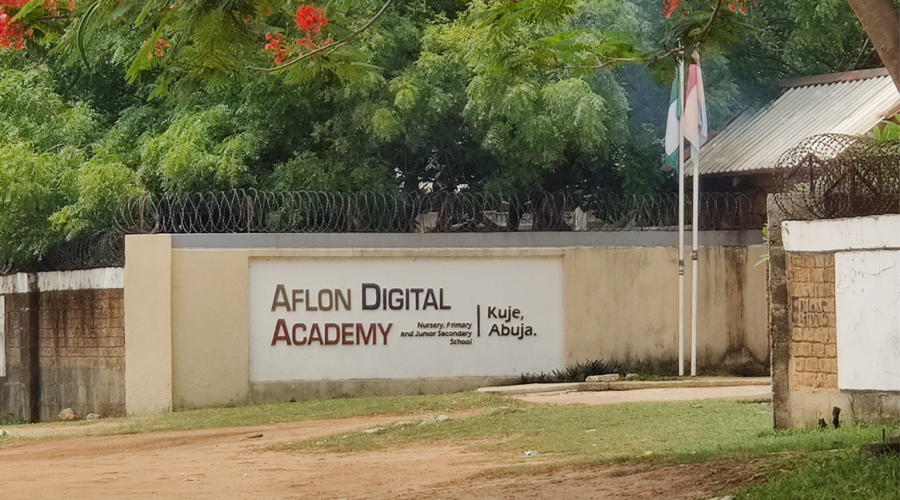 AFLON DIGITAL
ACADEMY
Nursery, Primary
and Junior Secondary
School
Kuje,
Abuja.